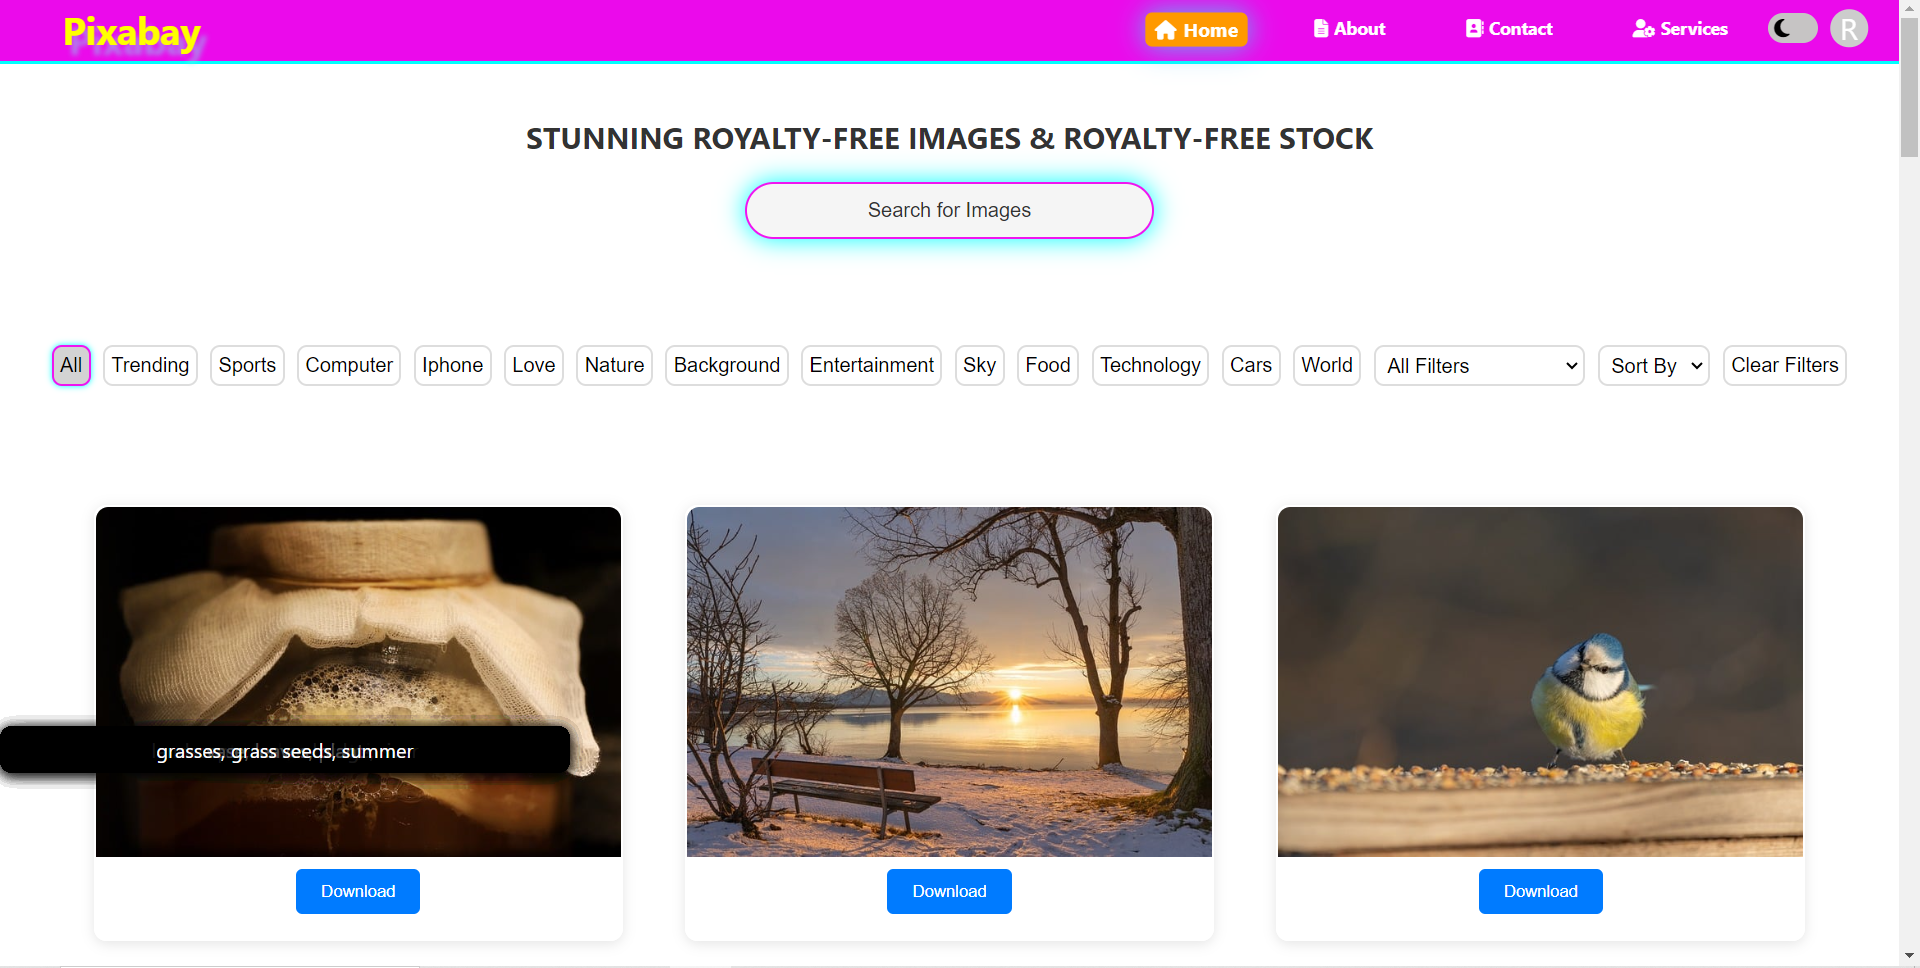 Pixabay
Home
About
Contact
Services
R
STUNNING ROYALTY-FREE IMAGES & ROYALTY-FREE STOCK
Search for Images
All
Trending
Sports
Computer
Iphone
Love
Nature
Background
Entertainment
Sky
Food
Technology
Cars
World
All Filters
Sort By
Clear Filters
grasses, grass seeds, summer
Download
Download
Download